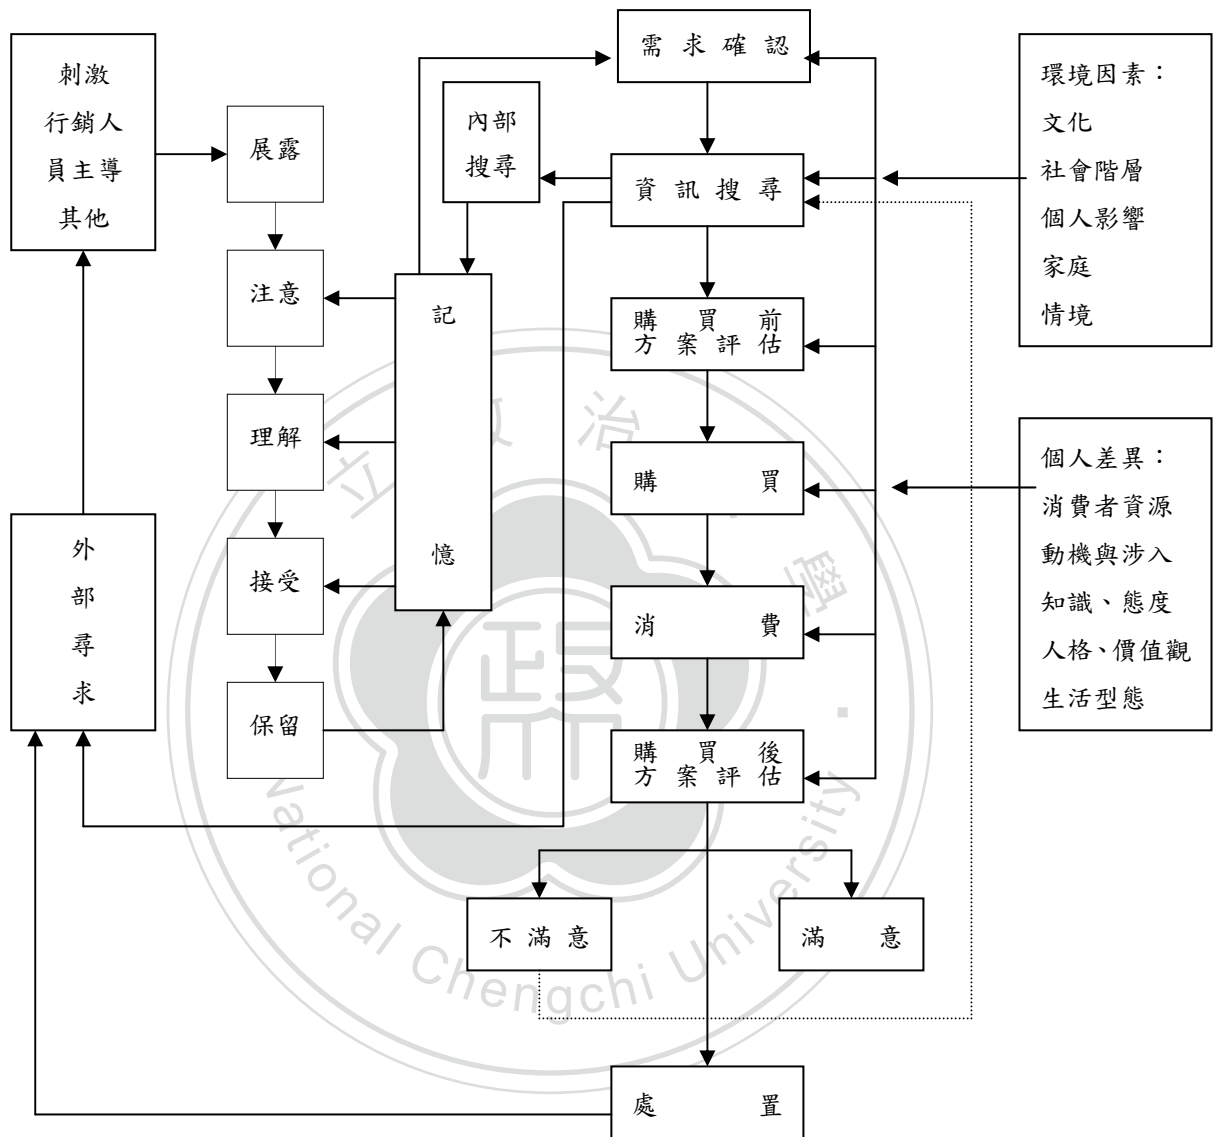 刺激
行銷人
員主導
其他
外
部
尋
求
展露
注意
理解
接受
保留
內部
搜尋
記
憶
需求確認
資訊搜尋
購買前
方案評估
購買
消費
購買後
方案評估
不滿意
滿意
處置
環境因素：
文化
社會階層
個人影響
家庭
情境
個人差異：
消費者資源
動機與涉入
知識、態度
人格、價值觀
生活型態
立政治
學
政
National Chengchi University